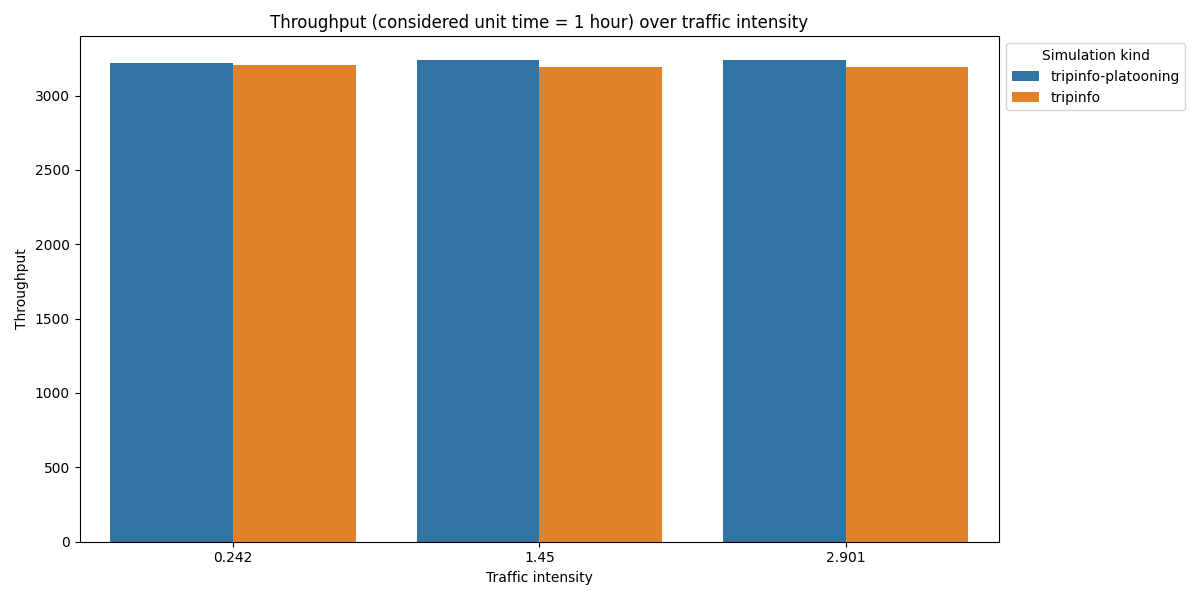 Throughput (considered unit time = 1 hour) over traffic intensity
Simulation kind
tripinfo-platooning
tripinfo
Throughput
3000
2500
2000
1500
1000
500
0
0.242
1.45
2.901
Traffic intensity